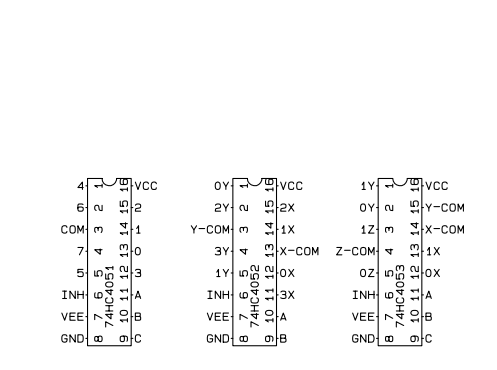 4 1 16 VCC
6 2 15 2
COM 3 14 1
7 4 13 0
5 5 12 3
INH 6 11 A
VEE 7 10 B
GND 8 9 C
74HC4051
0Y 1 16 VCC
2Y 2 15 2X
Y-COM 3 14 1X
3Y 4 13 X-COM
1Y 5 12 0X
INH 6 11 3X
VEE 7 10 A
GND 8 9 B
74HC4052
1Y 1 16 VCC
0Y 2 15 Y-COM
1Z 3 14 X-COM
Z-COM 4 13 1X
0Z 5 12 0X
INH 6 11 A
VEE 7 10 B
GND 8 9 C
74HC4053